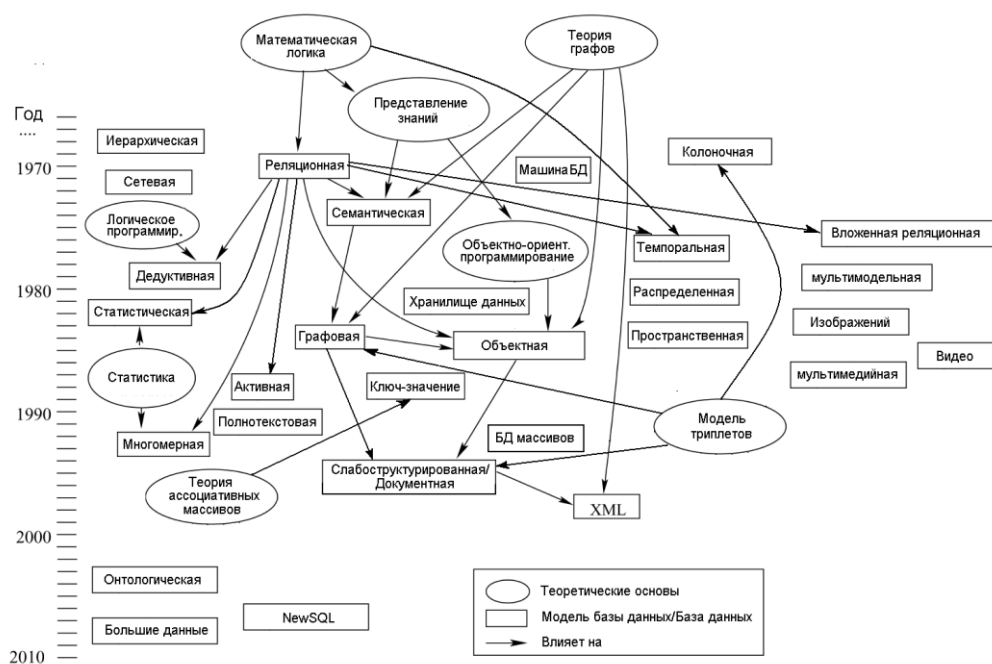 Математическая
логика
Теория
графов
Год
....
Представление
знаний
Иерархическая
1970
Реляционная
Машина БД
Колоночная
Сетевая
Семантическая
Логическое
программир.
Объектно-ориент.
программирование
Темпоральная
Вложенная реляционная
Дедуктивная
мультимодельная
1980
Хранилище данных
Распределенная
Статистическая
Графовая
Объектная
Пространственная
Изображений
Видео
Статистика
Активная
Ключ-значение
мультимедийная
1990
Полнотекстовая
Модель
триплетов
Многомерная
БД массивов
Слабоструктурированная/
Документная
Теория
ассоциативных
массивов
XML
2000
Онтологическая
Теоретические основы
NewSQL
Модель базы данных/База данных
Большие данные
Влияет на
2010